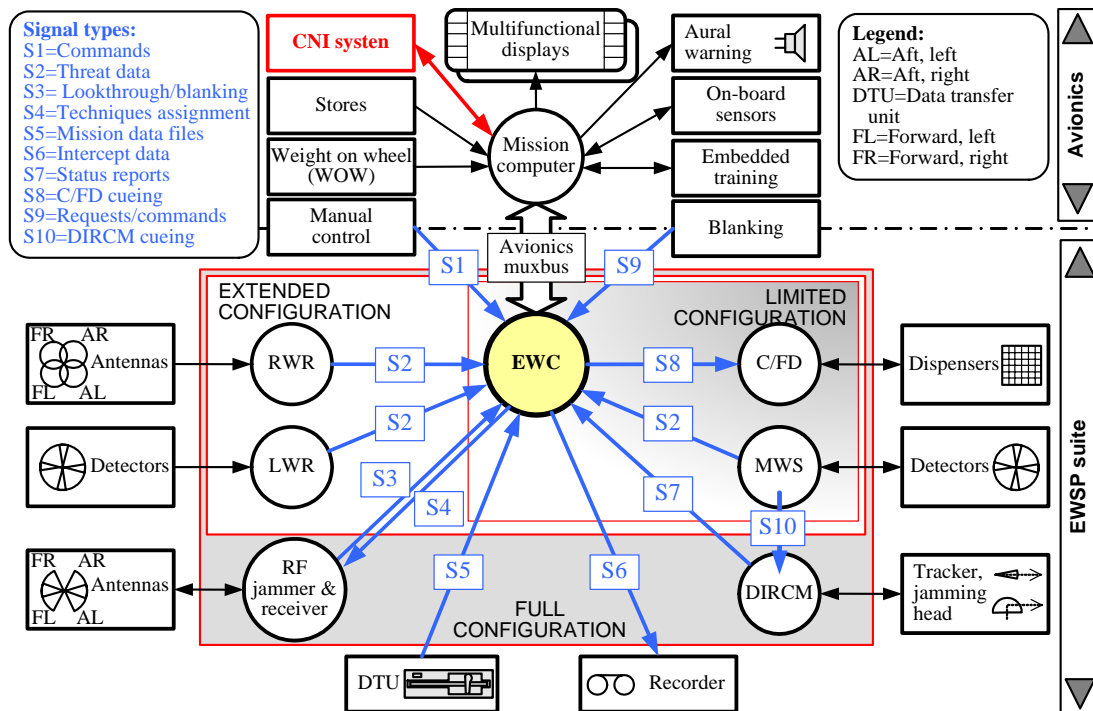 Signal types:
S1=Commands
S2=Threat data
S3= Lookthrough/blanking
S4=Techniques assignment
S5=Mission data files
S6=Intercept data
S7=Status reports
S8=C/FD cueing
S9=Requests/commands
S10=DIRCM cueing
CNI systen
Multifunctional
displays
Aural
warning
Stores
On-board
sensors
Mission
computer
Weight on wheel
(WOW)
Embedded
training
Manual
control
Blanking
Legend:
AL=Aft, left
AR=Aft, right
DTU=Data transfer
unit
FL=Forward, left
FR=Forward, right
Avionics
Avionics
muxbus
S1
S9
EXTENDED
CONFIGURATION
LIMITED
CONFIGURATION
FR AR
Antennas
FL AL
RWR
S2
EWC
S8
C/FD
Dispensers
S2
S2
Detectors
LWR
MWS
Detectors
S3
S4
S7
S10
EWSP suite
FR AR
Antennas
FL AL
RF
jammer &
receiver
S5
S6
DIRCM
Tracker,
jamming
head
FULL
CONFIGURATION
DTU
Recorder